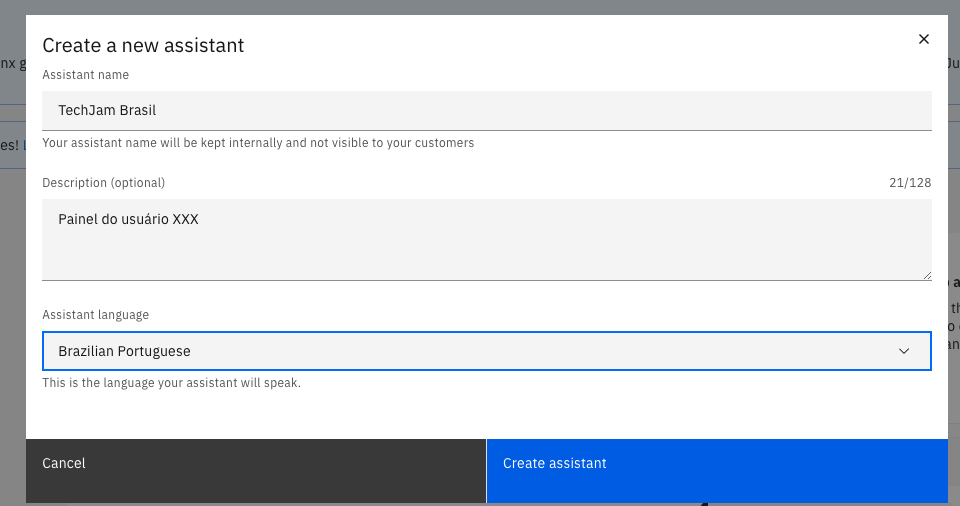 Create a new assistant
Assistant name
TechJam Brasil
Your assistant name will be kept internally and not visible to your customers
Description (optional)
21/128
Painel do usuário XXX
Assistant language
Brazilian Portuguese
This is the language your assistant will speak.
Cancel
Create assistant